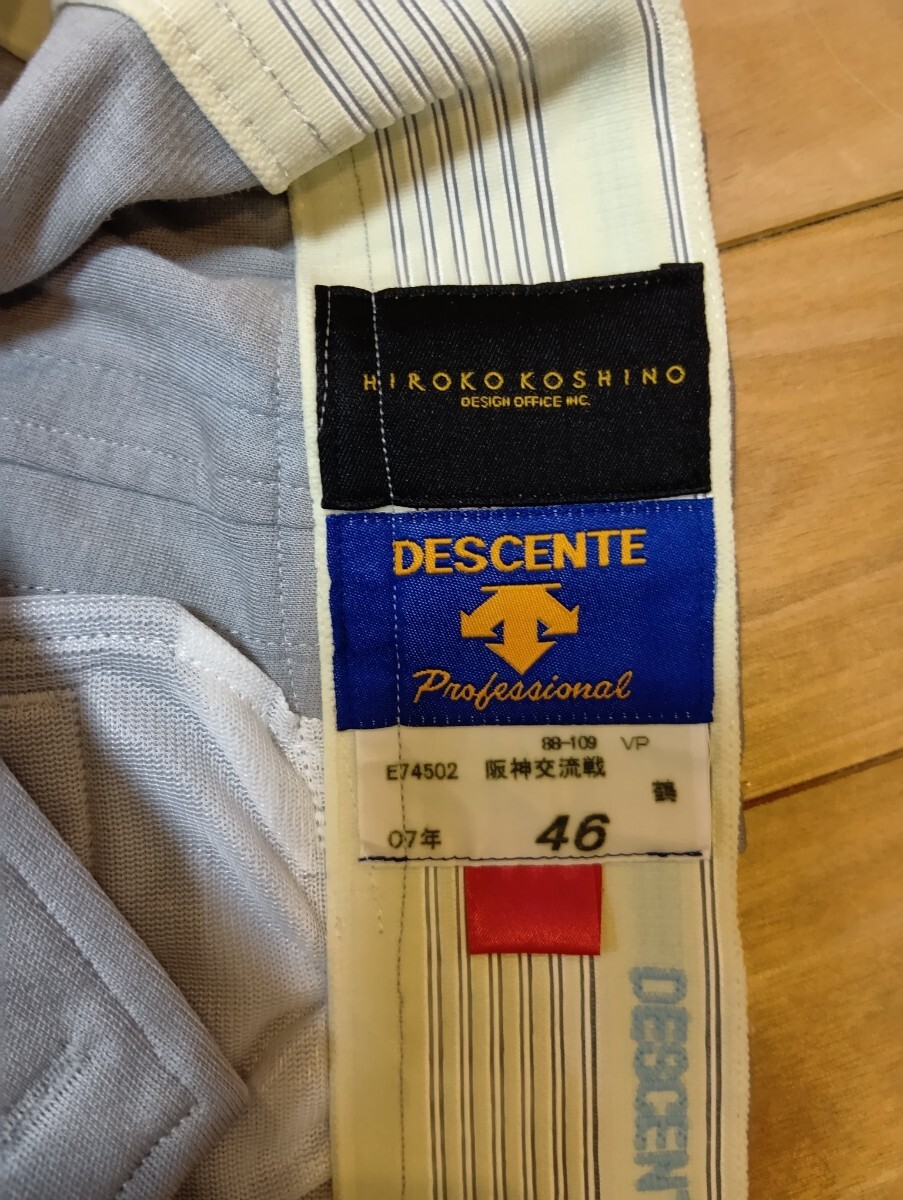 HIROKO KOSHINO
DESIGN OFFICE INC.
DESCENTE
Professional
88-109 VP
E74502 阪神交流戦
鶴
07年 46
DESCEN